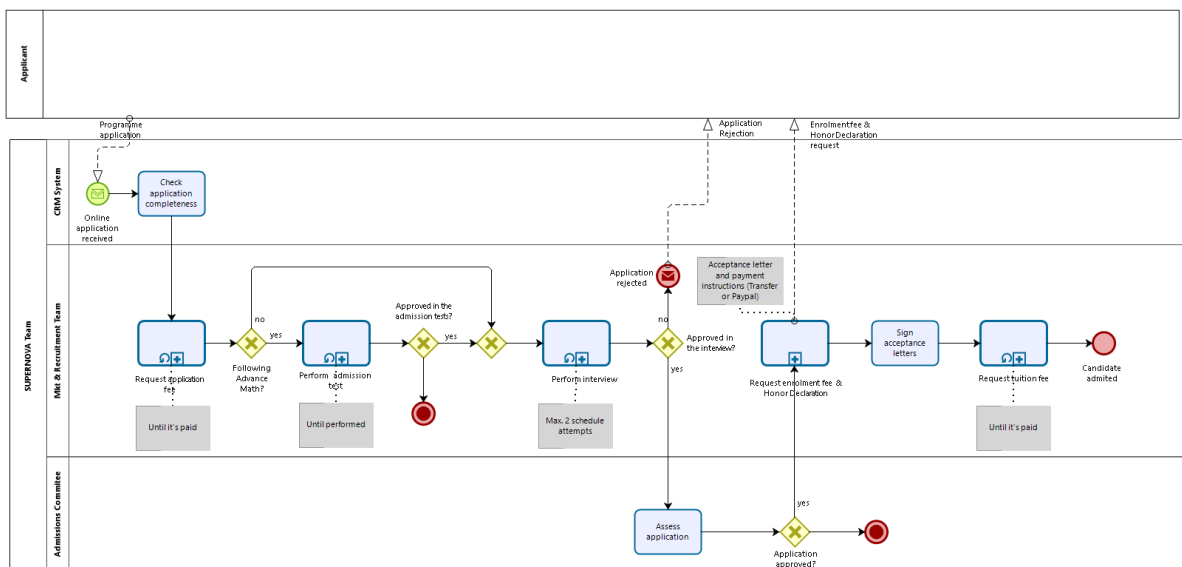 Applicant
Programme
application
Application
Rejection
Enrolmentfee &
HonorDeclaration
request
SUPERNOVA Team
CRM System
Check
application
completeness
Online
application
received
Mkt & Recruitment Team
Acceptance letter
and payment
instructions (Transfer
or Paypal)
Application
rejected
no
Approved in the
admission tests?
no
yes
yes
Approved in
the interview?
yes
Sign
acceptance
letters
Request application
fee
Following
Advance
Math?
Perform admission
test
Perform interview
Request enrolment fee &
Honor Declaration
Request tuition fee
Candidate
admited
Until it's paid
Until performed
Max. 2 schedule
attempts
Until it's paid
Admissions Commitee
Assess
application
yes
Application
approved?